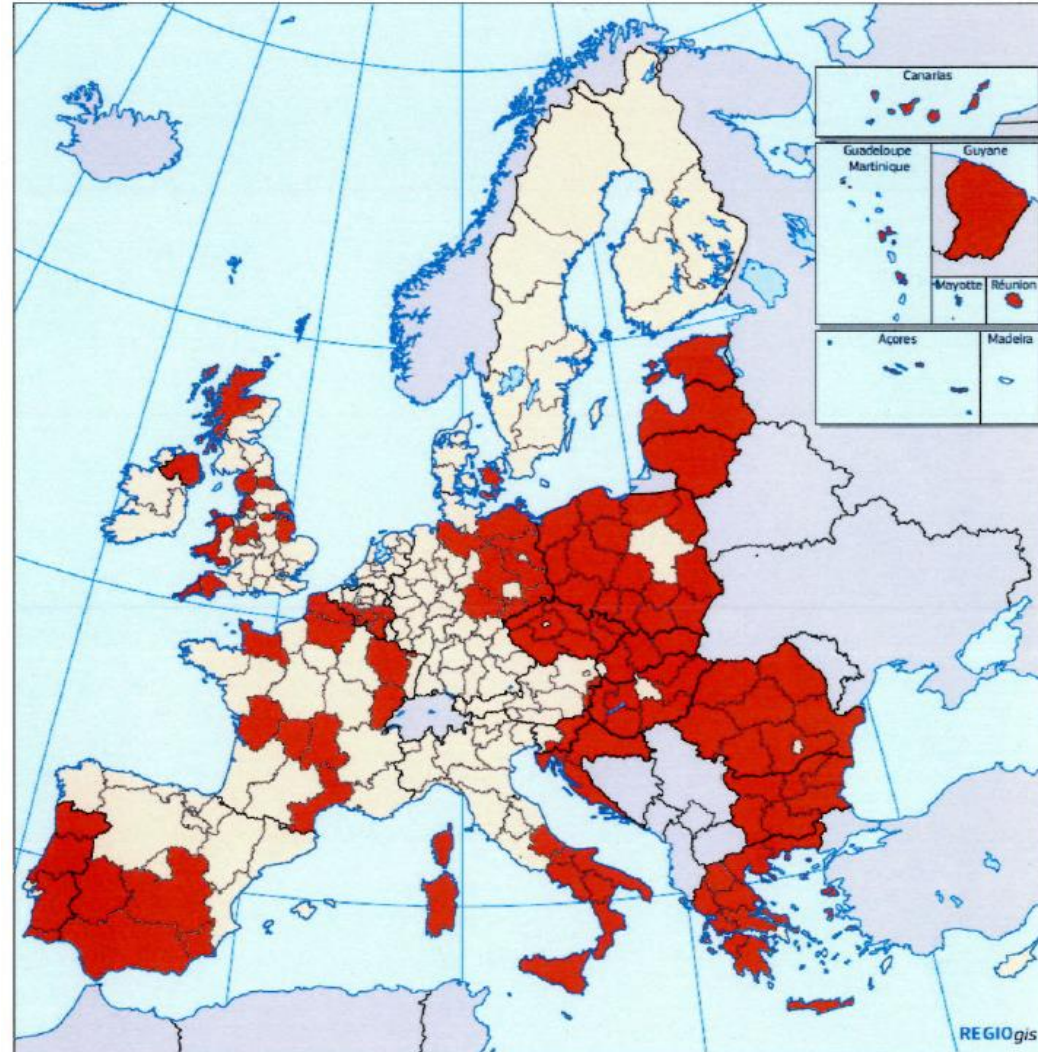 Canarias
Guadeloupe
Martinique
Guyane
Mayotte
Réunion
Açores
Madeira
REGIOgis